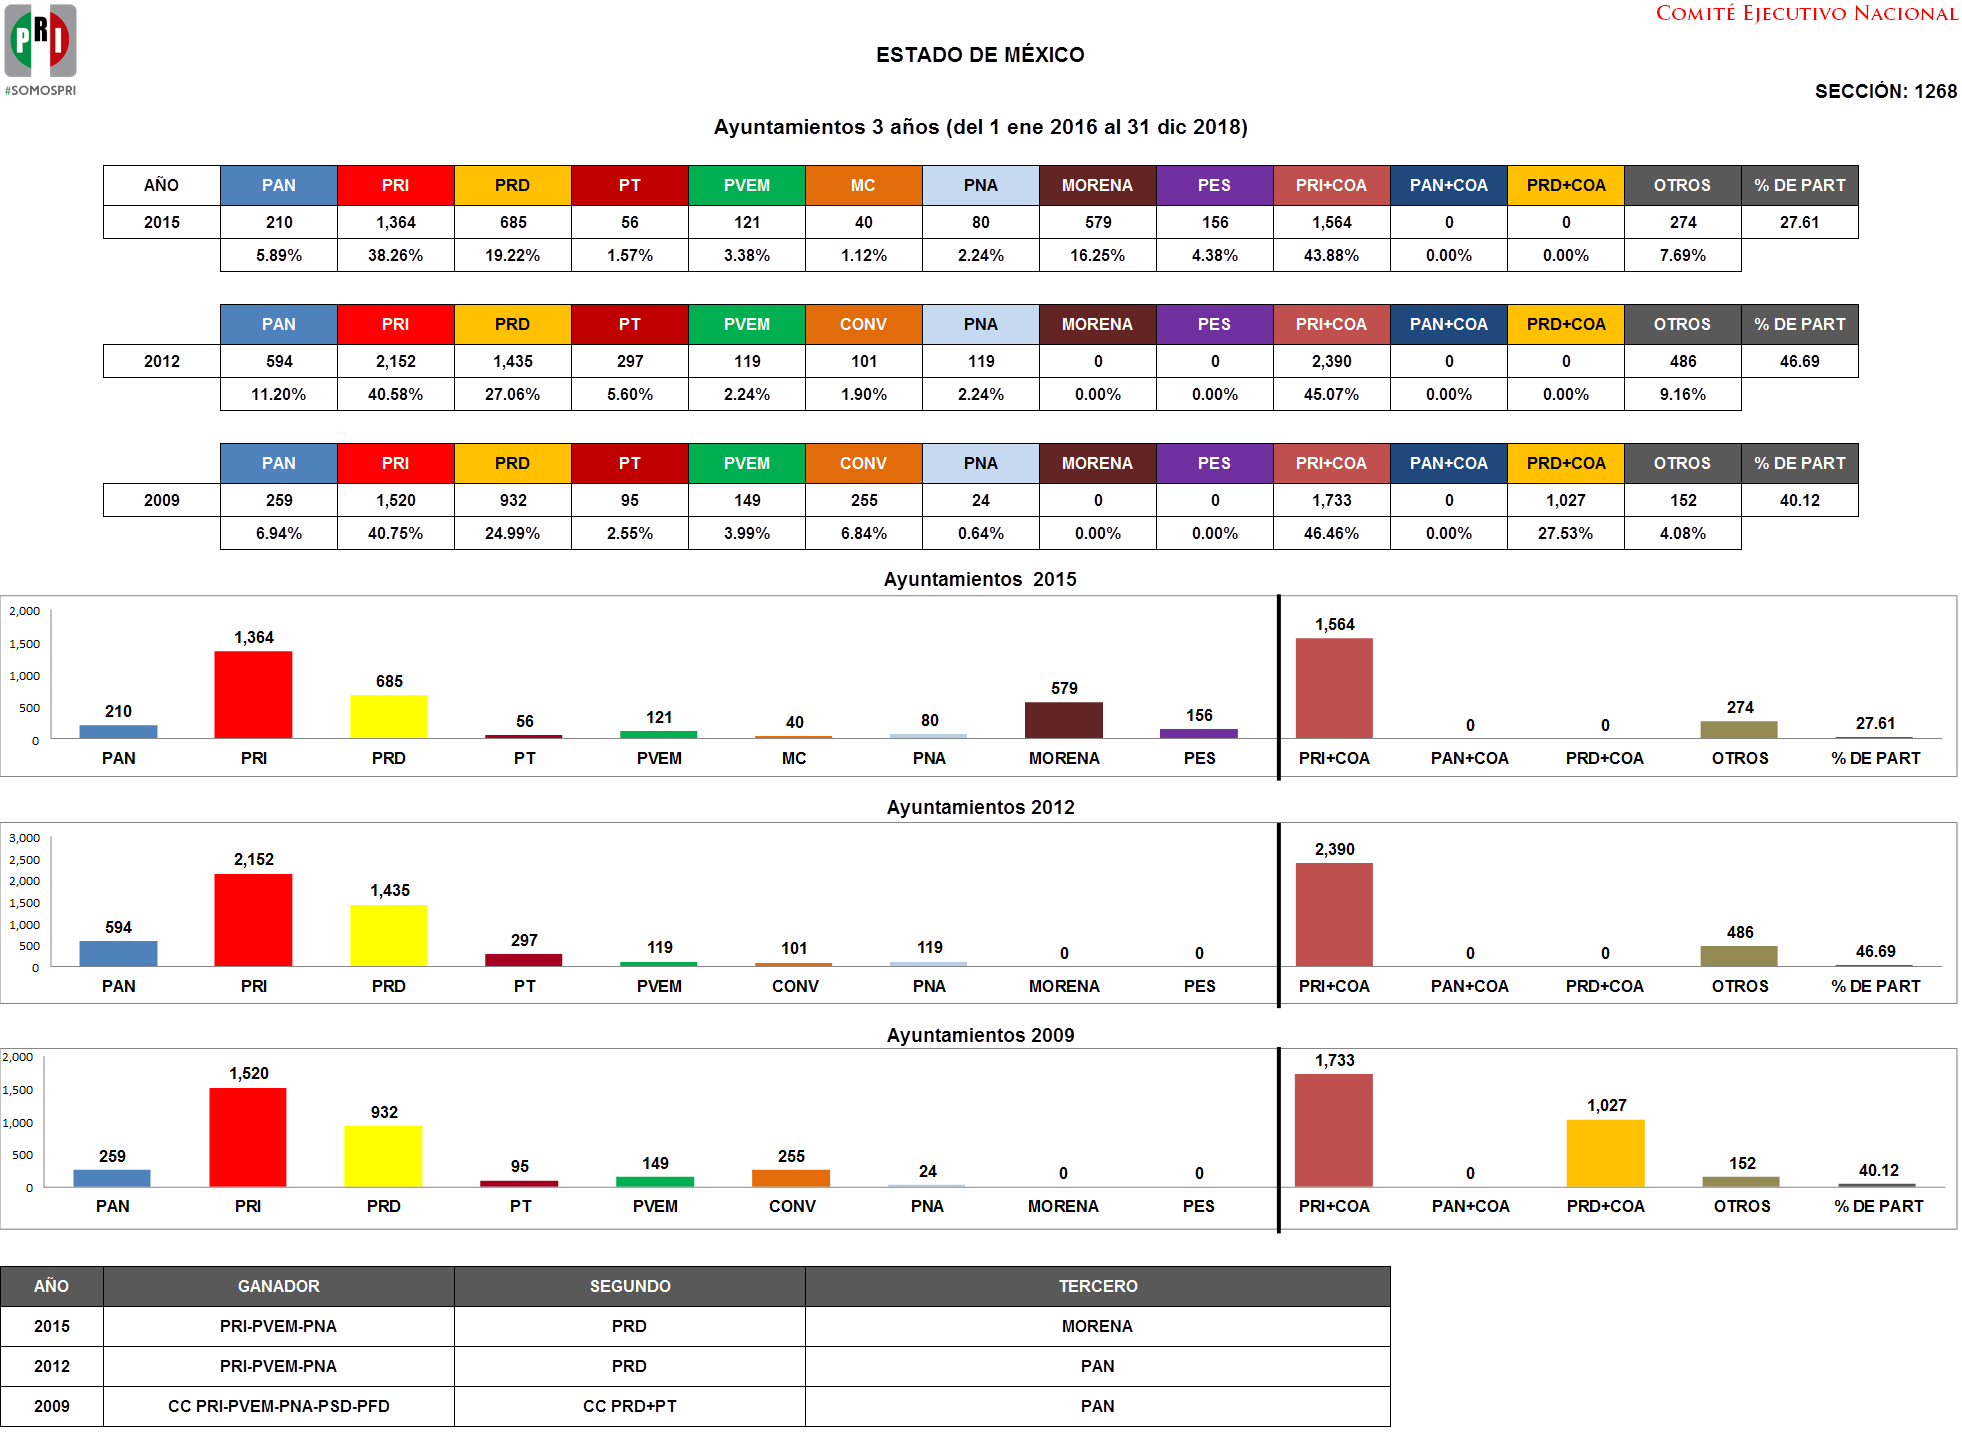 PRI
#SOMOSPRI
COMITÉ EJECUTIVO NACIONAL
ESTADO DE MÉXICO
SECCIÓN: 1268
Ayuntamientos 3 años (del 1 ene 2016 al 31 dic 2018)
AÑO PAN PRI PRD PT PVEM MC PNA MORENA PES PRI+COA PAN+COA PRD+COA OTROS % DE PART
2015 210 1,364 685 56 121 40 80 579 156 1,564 0 0 274 27.61
5.89% 38.26% 19.22% 1.57% 3.38% 1.12% 2.24% 16.25% 4.38% 43.88% 0.00% 0.00% 7.69%
PAN PRI PRD PT PVEM CONV PNA MORENA PES PRI+COA PAN+COA PRD+COA OTROS % DE PART
2012 594 2,152 1,435 297 119 101 119 0 0 2,390 0 0 486 46.69
11.20% 40.58% 27.06% 5.60% 2.24% 1.90% 2.24% 0.00% 0.00% 45.07% 0.00% 0.00% 9.16%
PAN PRI PRD PT PVEM CONV PNA MORENA PES PRI+COA PAN+COA PRD+COA OTROS % DE PART
2009 259 1,520 932 95 149 255 24 0 0 1,733 0 1,027 152 40.12
6.94% 40.75% 24.99% 2.55% 3.99% 6.84% 0.64% 0.00% 0.00% 46.46% 0.00% 27.53% 4.08%
Ayuntamientos 2015
2,000
1,500
1,000
500
0
210 1,364 685 56 121 40 80 579 156 1,564 0 0 274 27.61
PAN PRI PRD PT PVEM MC PNA MORENA PES PRI+COA PAN+COA PRD+COA OTROS % DE PART
Ayuntamientos 2012
3,000
2,500
2,000
1,500
1,000
500
0
594 2,152 1,435 297 119 101 119 0 0 2,390 0 0 486 46.69
PAN PRI PRD PT PVEM CONV PNA MORENA PES PRI+COA PAN+COA PRD+COA OTROS % DE PART
Ayuntamientos 2009
2,000
1,500
1,000
500
0
259 1,520 932 95 149 255 24 0 0 1,733 0 1,027 152 40.12
PAN PRI PRD PT PVEM CONV PNA MORENA PES PRI+COA PAN+COA PRD+COA OTROS % DE PART
AÑO GANADOR SEGUNDO TERCERO
2015 PRI-PVEM-PNA PRD MORENA
2012 PRI-PVEM-PNA PRD PAN
2009 CC PRI-PVEM-PNA-PSD-PFD CC PRD+PT PAN